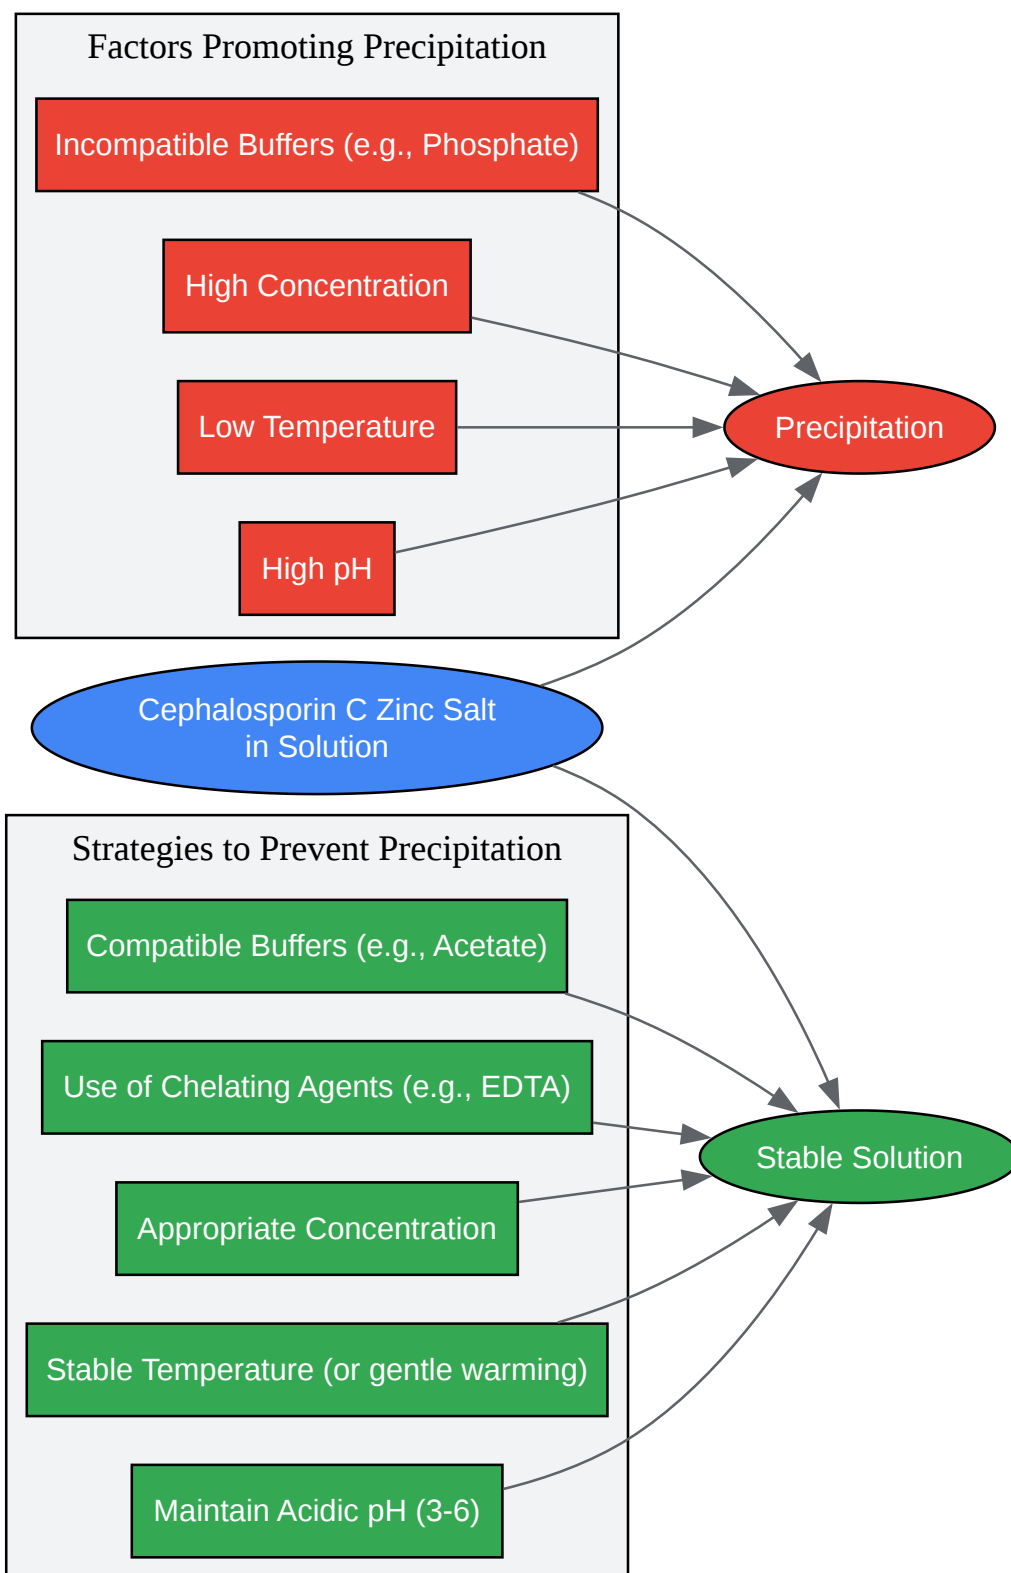 Factors Promoting Precipitation
Incompatible Buffers (e.g., Phosphate)
High Concentration
Low Temperature
Precipitation
High pH
Cephalosporin C Zinc Salt
in Solution
Strategies to Prevent Precipitation
Compatible Buffers (e.g., Acetate)
Use of Chelating Agents (e.g., EDTA)
Stable Solution
Appropriate Concentration
Stable Temperature (or gentle warming)
Maintain Acidic pH (3-6)